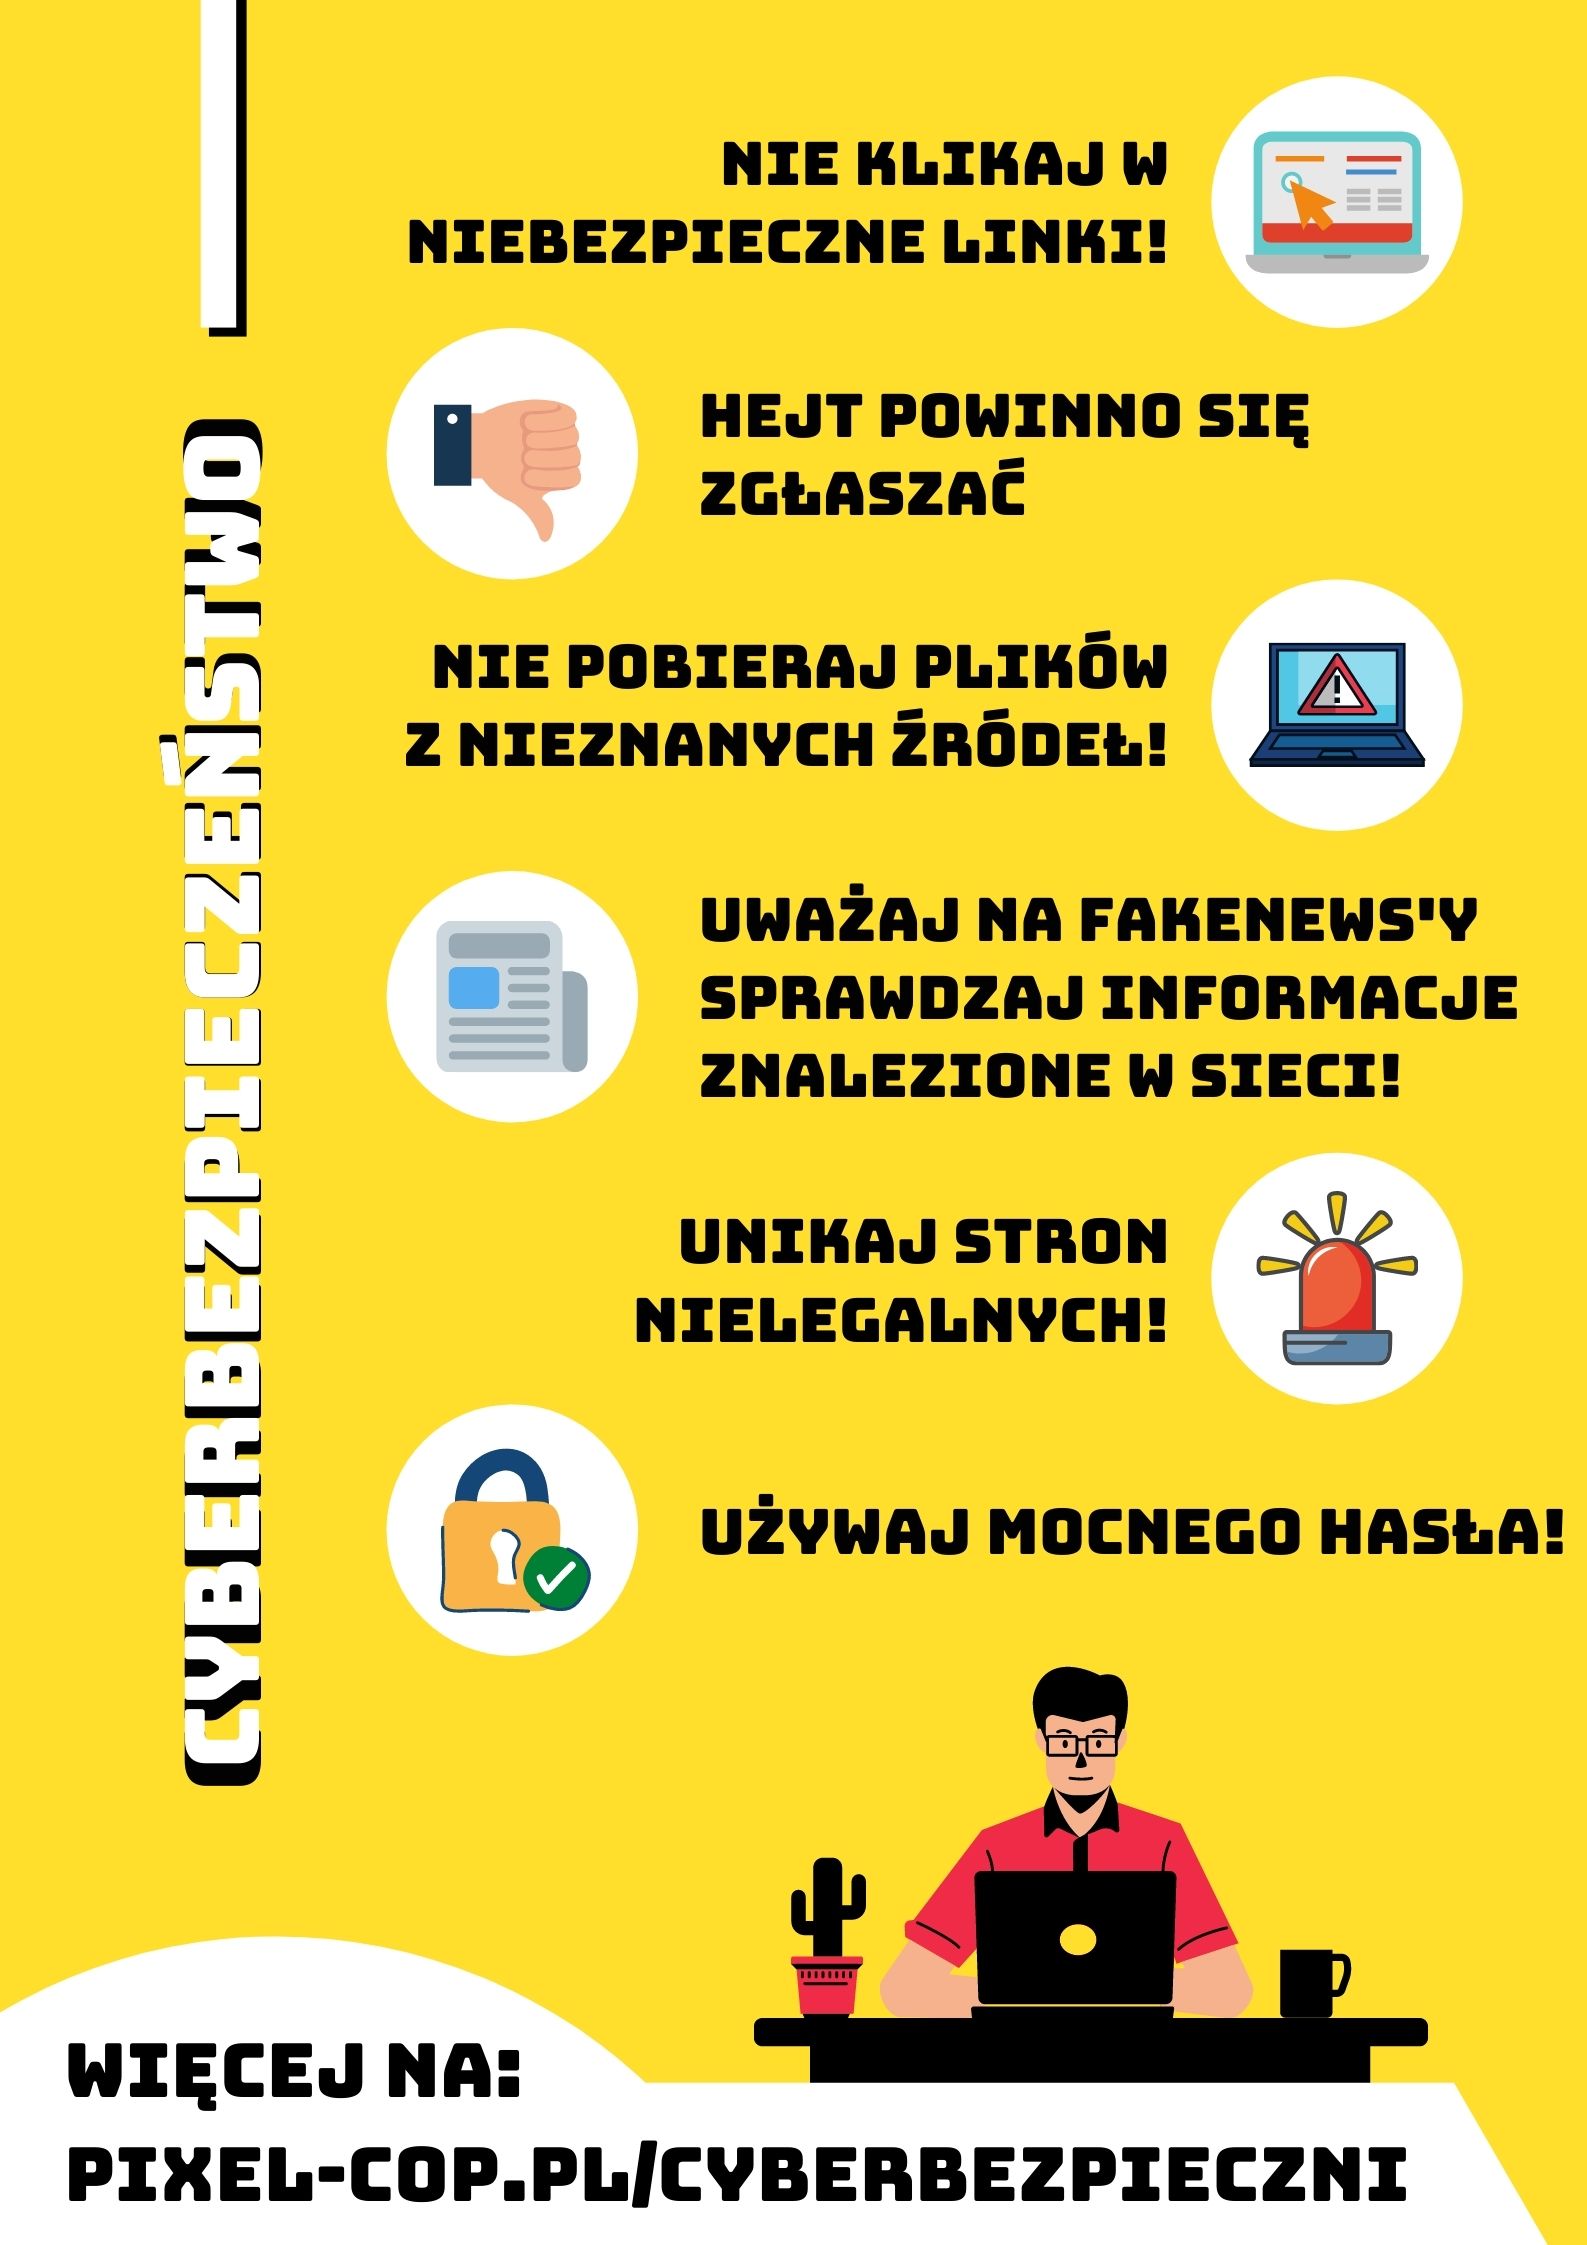 CYBERBEZPIECZEŃSTWO
NIE KLIKAJ W
NIEBEZPIECZNE LINKI!
HEJT POWINNO SIĘ
ZGŁASZAĆ
NIE POBIERAJ PLIKÓW
Z NIEZNANYCH ŹRÓDEŁ!
UWAŻAJ NA FAKENEWS'Y
SPRAWDZAJ INFORMACJE
ZNALEZIONE W SIECI!
UNIKAJ STRON
NIELEGALNYCH!
UŻYWAJ MOCNEGO HASŁA!
WIĘCEJ NA:
PIXEL-COP.PL/CYBERBEZPIECZNI